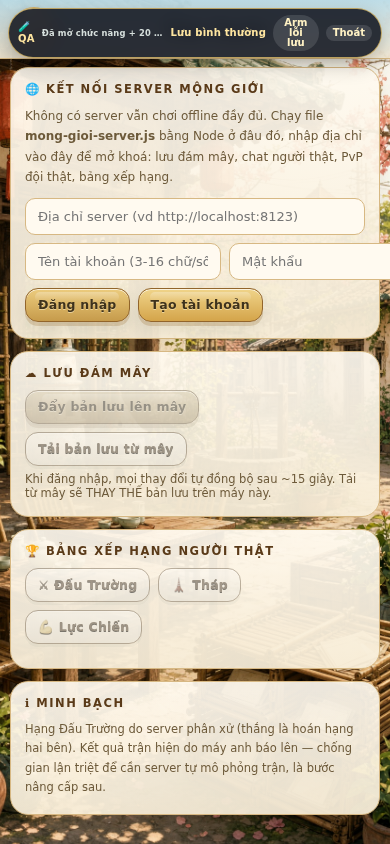 QA
Đã mở chức năng + 20 …
Lưu bình thường
Arm
lỗi
lưu
Thoát
🌐 KẾT NỐI SERVER MỘNG GIỚI
Không có server vẫn chơi offline đầy đủ. Chạy file
mong-gioi-server.js bằng Node ở đâu đó, nhập địa chỉ
vào đây để mở khoá: lưu đám mây, chat người thật, PvP
đội thật, bảng xếp hạng.
Địa chỉ server (vd http://localhost:8123)
Tên tài khoản (3-16 chữ/số
Mật khẩu
Đăng nhập
Tạo tài khoản
☁ LƯU ĐÁM MÂY
Đẩy bản lưu lên mây
Tải bản lưu từ mây
Khi đăng nhập, mọi thay đổi tự đồng bộ sau ~15 giây. Tải
từ mây sẽ THAY THẾ bản lưu trên máy này.
🏆 BẢNG XẾP HẠNG NGƯỜI THẬT
⚔ Đấu Trường
🗼 Tháp
💪 Lực Chiến
ℹ MINH BẠCH
Hạng Đấu Trường do server phân xử (thắng là hoán hạng
hai bên). Kết quả trận hiện do máy anh báo lên — chống
gian lận triệt để cần server tự mô phỏng trận, là bước
nâng cấp sau.